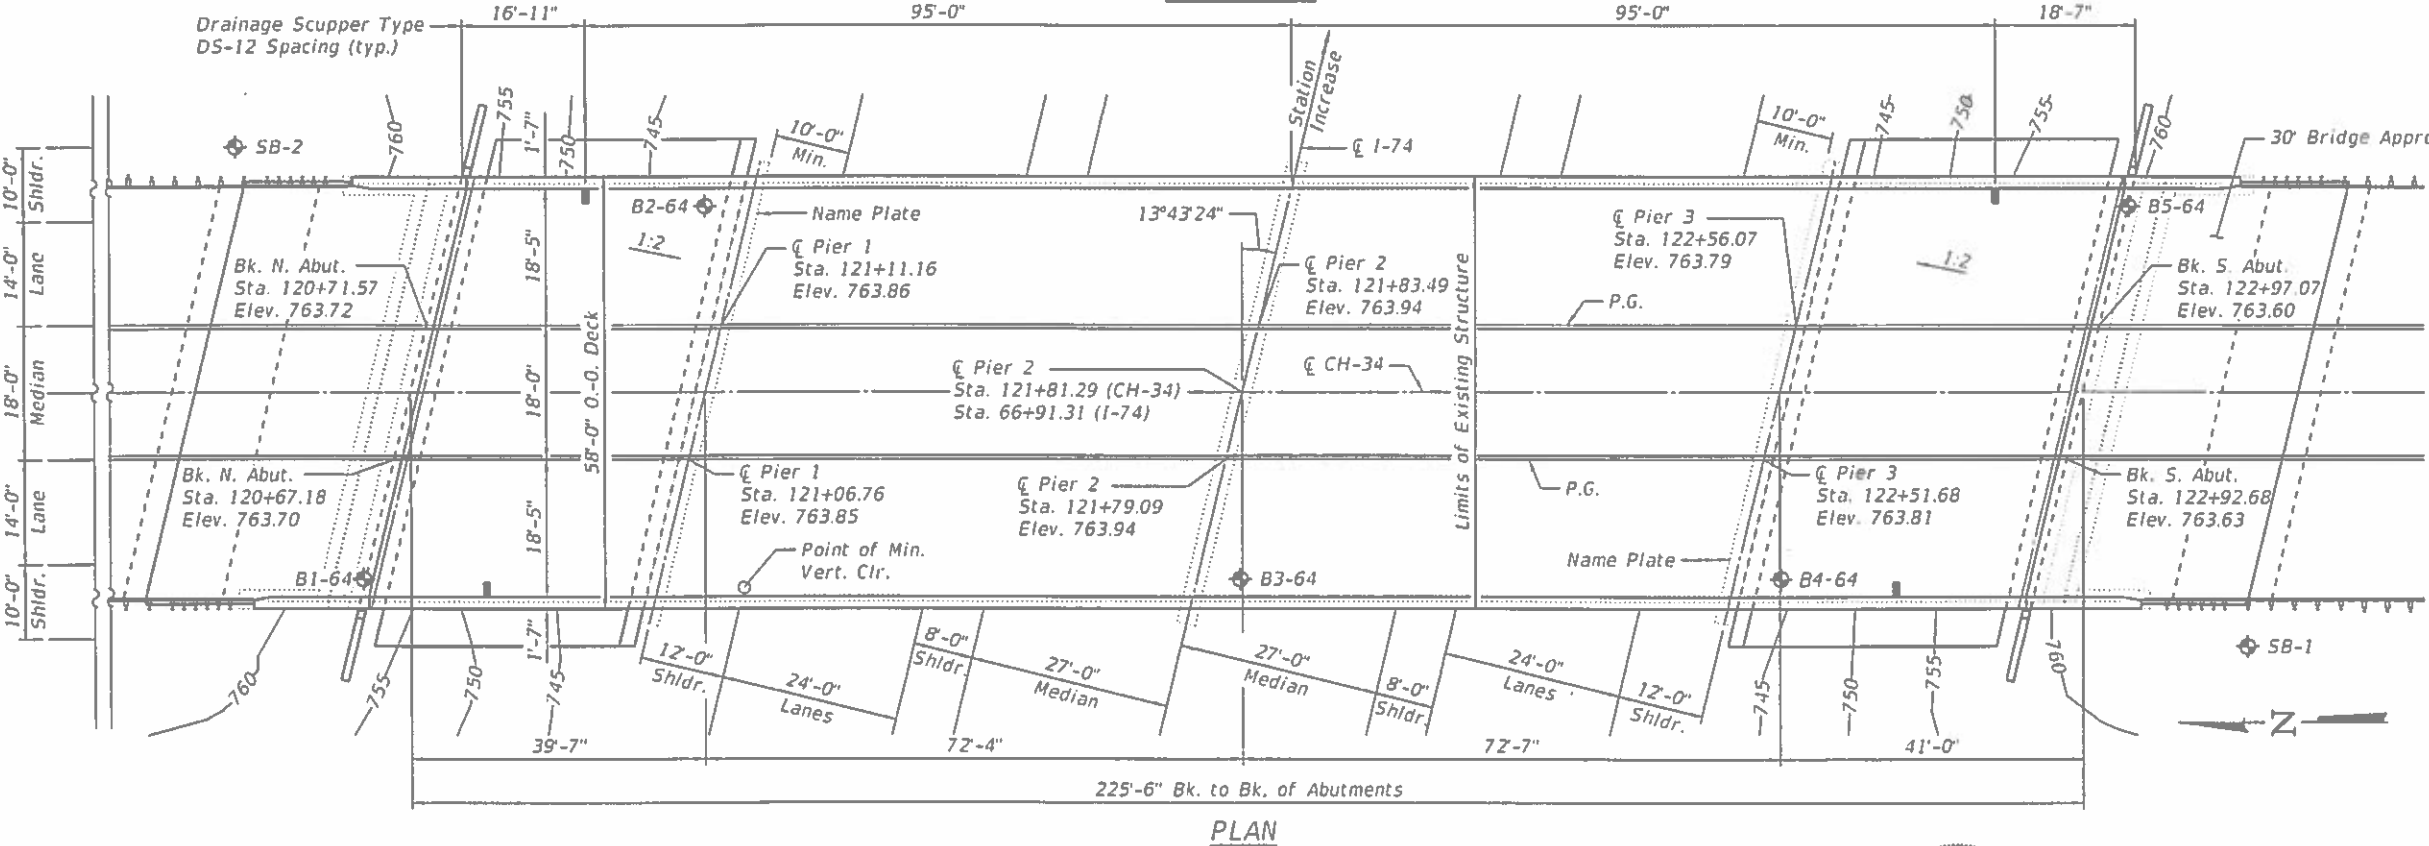 16'-11"
95'-0"
95'-0"
18'-7"
Drainage Scupper Type
DS-12 Spacing (typ.)
Station
Increase
℄ I-74
30' Bridge Appro
SB-2
760
755
1'-7"
750
745
10'-0"
Min.
10'-0"
Min.
745
750
755
760
10'-0"
Shldr.
14'-0"
Lane
18'-0"
Median
14'-0"
Lane
10'-0"
Shldr.
B2-64
Name Plate
13°43'24"
B5-64
1:2
1:2
18'-5"
18'-0"
18'-5"
1'-7"
58'-0" O.-O. Deck
Limits of Existing Structure
Bk. N. Abut.
Sta. 120+71.57
Elev. 763.72
℄ Pier 1
Sta. 121+11.16
Elev. 763.86
℄ Pier 2
Sta. 121+83.49
Elev. 763.94
℄ Pier 3
Sta. 122+56.07
Elev. 763.79
P.G.
Bk. S. Abut.
Sta. 122+97.07
Elev. 763.60
℄ Pier 2
Sta. 121+81.29 (CH-34)
Sta. 66+91.31 (I-74)
℄ CH-34
Bk. N. Abut.
Sta. 120+67.18
Elev. 763.70
℄ Pier 1
Sta. 121+06.76
Elev. 763.85
℄ Pier 2
Sta. 121+79.09
Elev. 763.94
P.G.
℄ Pier 3
Sta. 122+51.68
Elev. 763.81
Bk. S. Abut.
Sta. 122+92.68
Elev. 763.63
B1-64
Point of Min.
Vert. Clr.
B3-64
Name Plate
B4-64
SB-1
760
755
750
745
12'-0"
Shldr.
24'-0"
Lanes
8'-0"
Shldr.
27'-0"
Median
27'-0"
Median
8'-0"
Shldr.
24'-0"
Lanes
12'-0"
Shldr.
745
750
755
760
Z
39'-7"
72'-4"
72'-7"
41'-0"
225'-6" Bk. to Bk. of Abutments
PLAN